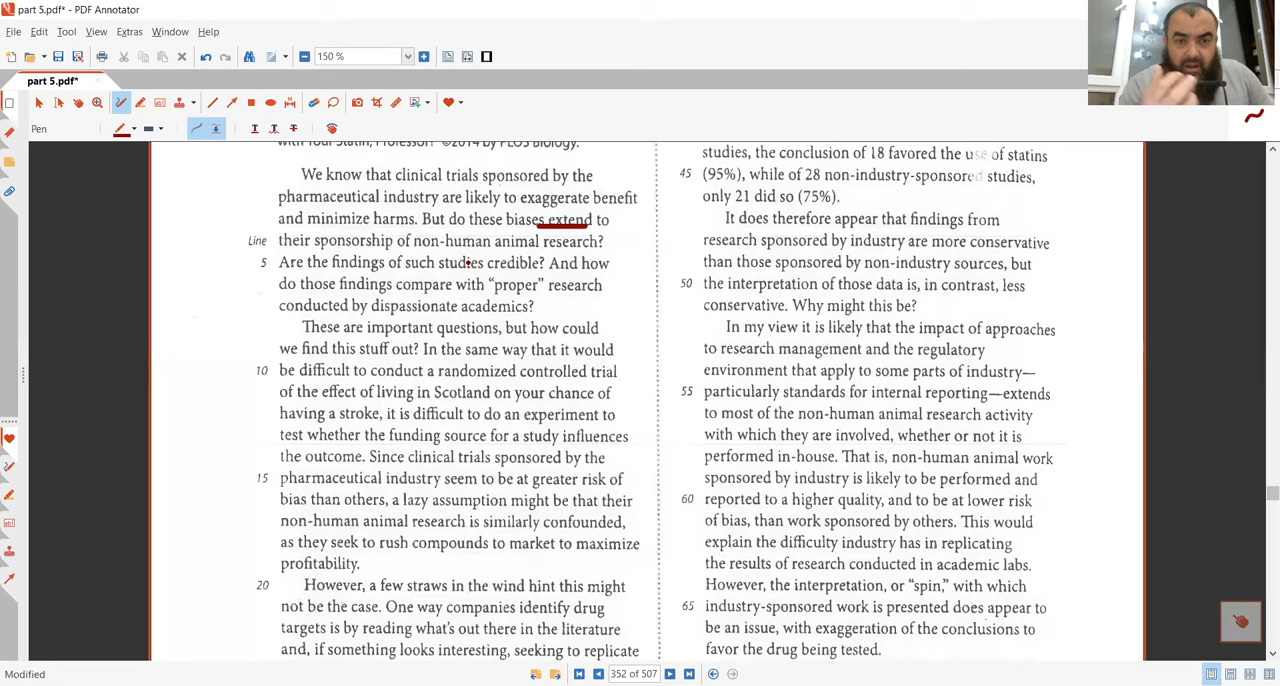 part 5.pdf* - PDF Annotator
File Edit Tool View Extras Window Help
150 %
part 5.pdf*
Pen
with Your Statin, Professor? ©2014 by PLOS Biology.
We know that clinical trials sponsored by the
pharmaceutical industry are likely to exaggerate benefit
and minimize harms. But do these biases extend to
Line their sponsorship of non-human animal research?
5 Are the findings of such studies credible? And how
do those findings compare with “proper” research
conducted by dispassionate academics?
These are important questions, but how could
we find this stuff out? In the same way that it would
10 be difficult to conduct a randomized controlled trial
of the effect of living in Scotland on your chance of
having a stroke, it is difficult to do an experiment to
test whether the funding source for a study influences
the outcome. Since clinical trials sponsored by the
15 pharmaceutical industry seem to be at greater risk of
bias than others, a lazy assumption might be that their
non-human animal research is similarly confounded,
as they seek to rush compounds to market to maximize
profitability.
20 However, a few straws in the wind hint this might
not be the case. One way companies identify drug
targets is by reading what’s out there in the literature
and, if something looks interesting, seeking to replicate
studies, the conclusion of 18 favored the use of statins
45 (95%), while of 28 non-industry-sponsored studies,
only 21 did so (75%).
It does therefore appear that findings from
research sponsored by industry are more conservative
than those sponsored by non-industry sources, but
50 the interpretation of those data is, in contrast, less
conservative. Why might this be?
In my view it is likely that the impact of approaches
to research management and the regulatory
environment that apply to some parts of industry—
55 particularly standards for internal reporting—extends
to most of the non-human animal research activity
with which they are involved, whether or not it is
performed in-house. That is, non-human animal work
sponsored by industry is likely to be performed and
60 reported to a higher quality, and to be at lower risk
of bias, than work sponsored by others. This would
explain the difficulty industry has in replicating
the results of research conducted in academic labs.
However, the interpretation, or “spin,” with which
65 industry-sponsored work is presented does appear to
be an issue, with exaggeration of the conclusions to
favor the drug being tested.
Modified
352 of 507